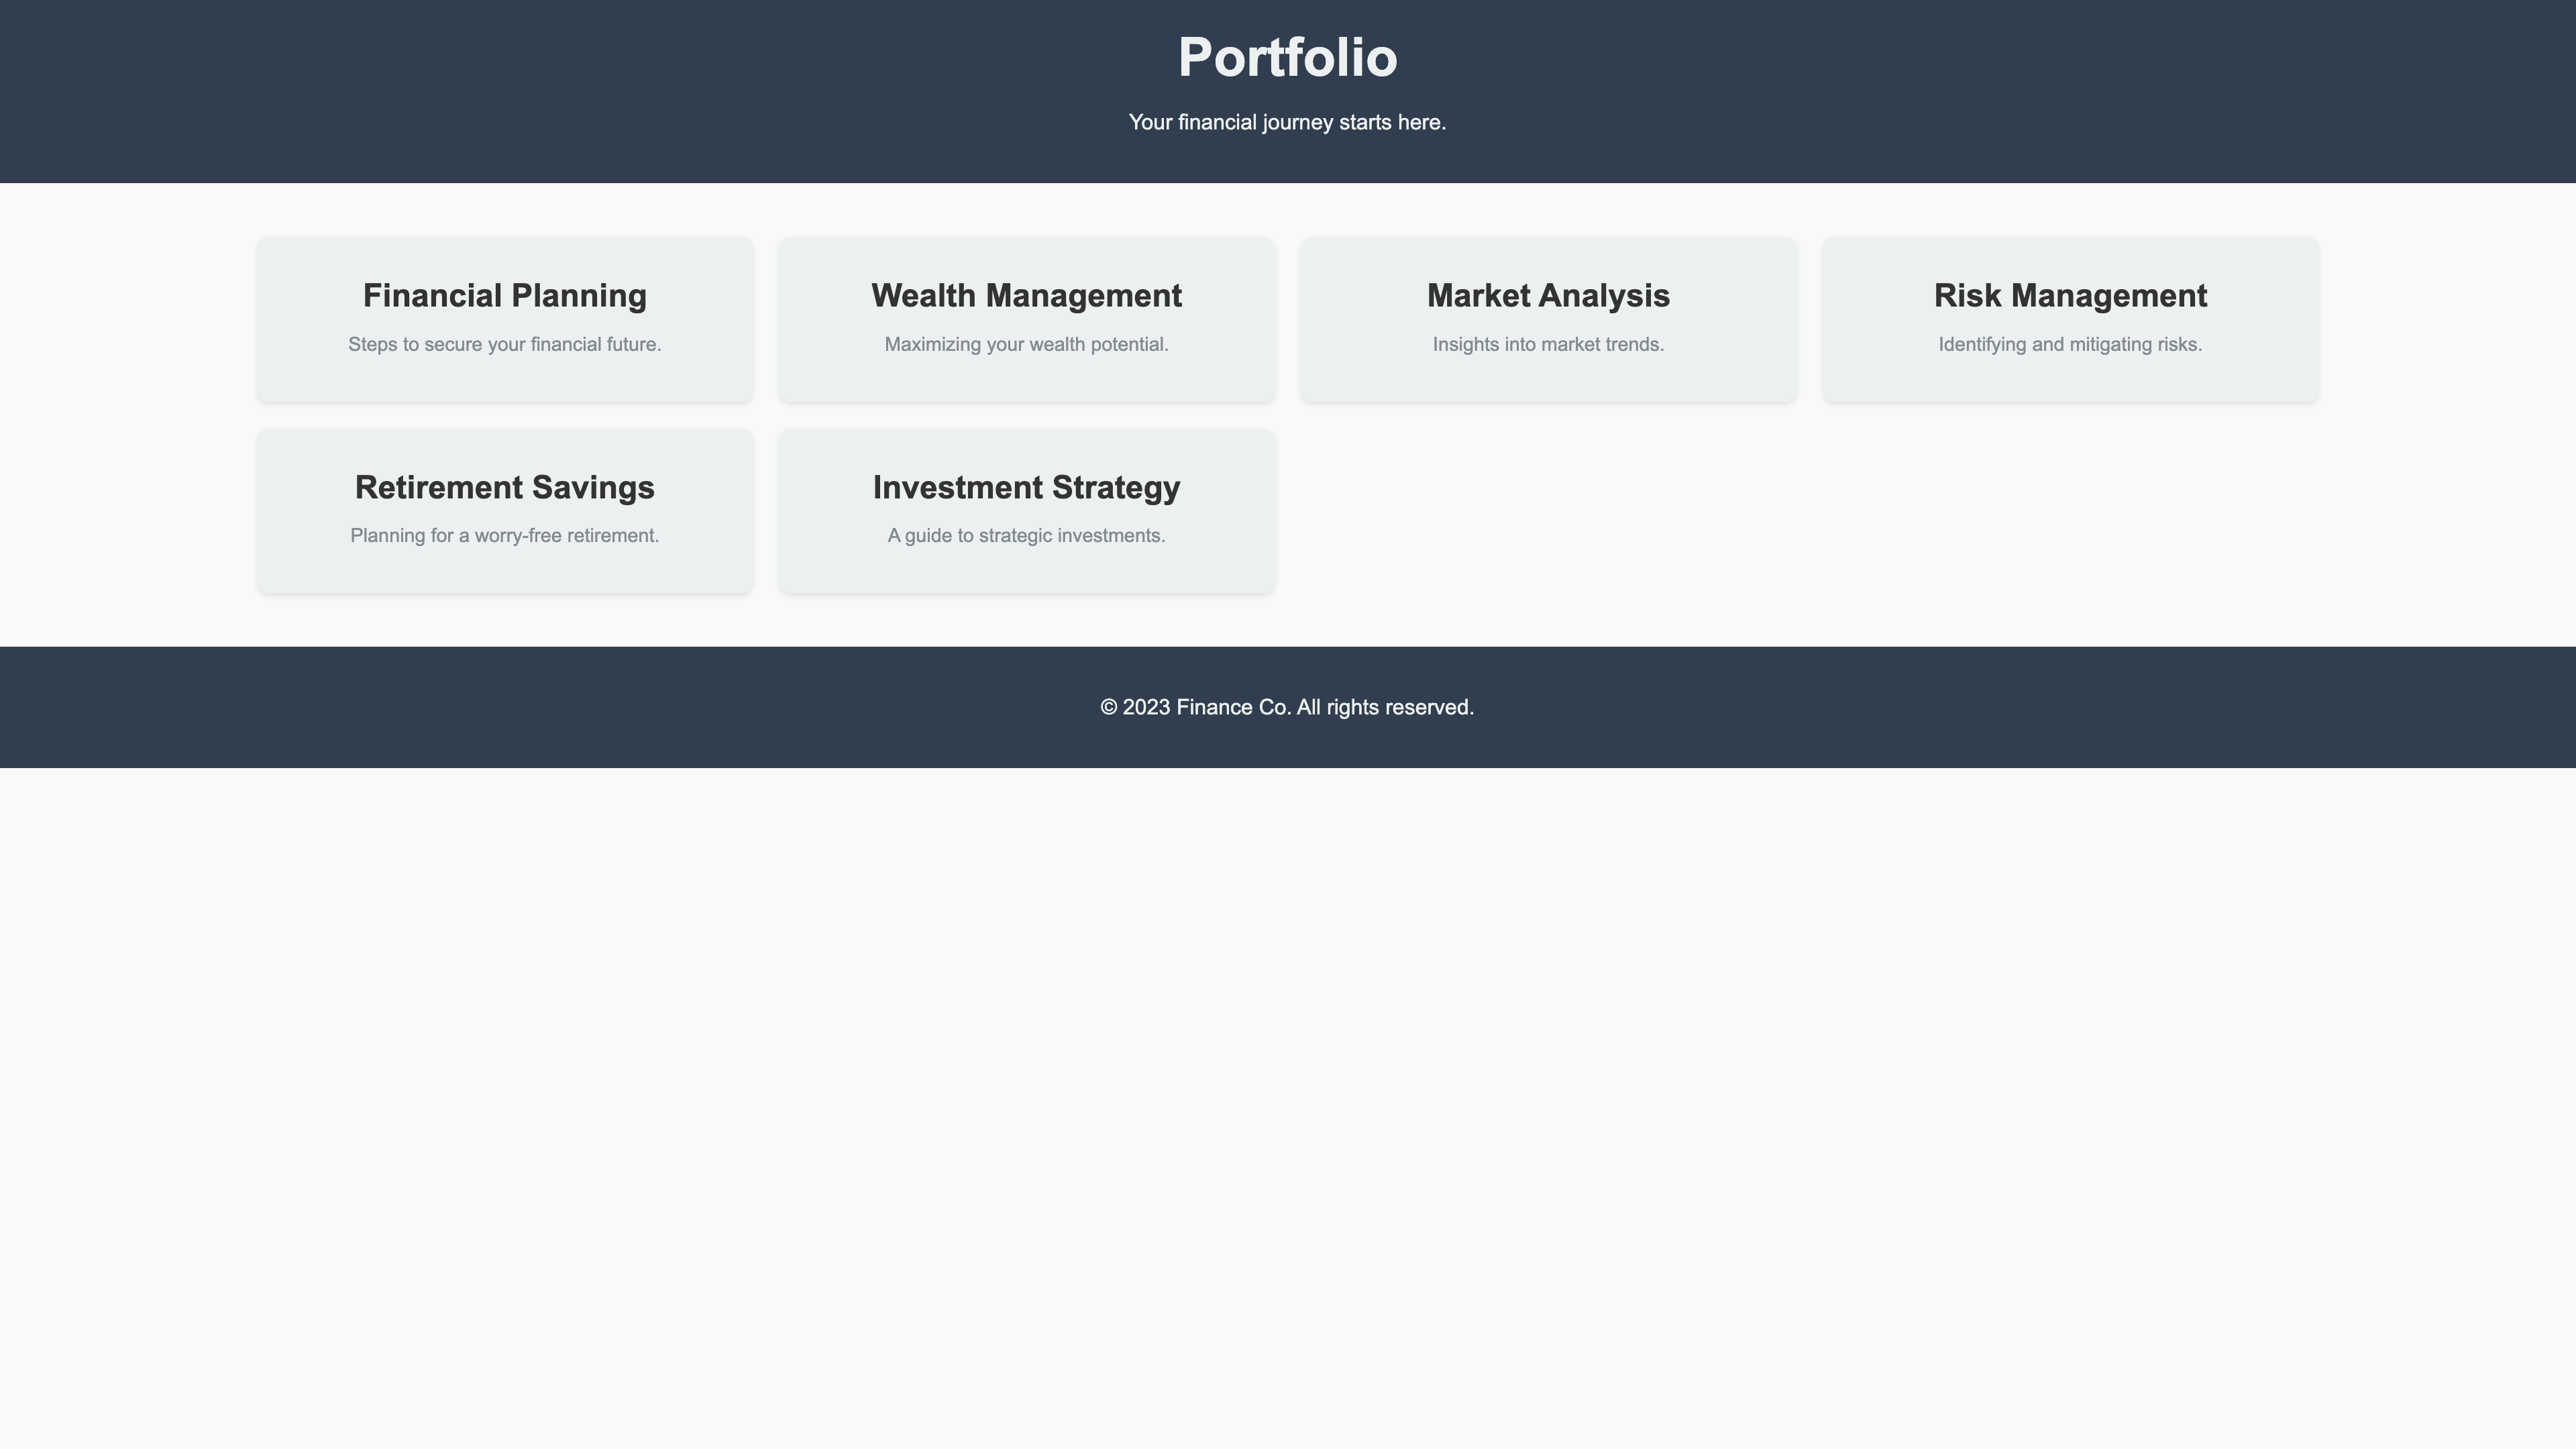 Portfolio
Your financial journey starts here.
Financial Planning
Steps to secure your financial future.
Wealth Management
Maximizing your wealth potential.
Market Analysis
Insights into market trends.
Risk Management
Identifying and mitigating risks.
Retirement Savings
Planning for a worry-free retirement.
Investment Strategy
A guide to strategic investments.
© 2023 Finance Co. All rights reserved.